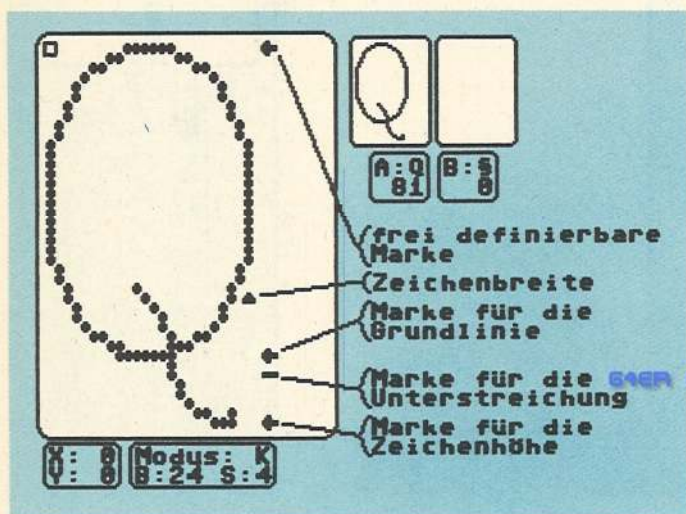 A:Q
81
B:§
0
frei definierbare
Marke
Zeichenbreite
Marke für die
Grundlinie
Marke für die 64ER
Unterstreichung
Marke für die
Zeichenhöhe
X: 0
Y: 0
Modus: K
B:24 S:4